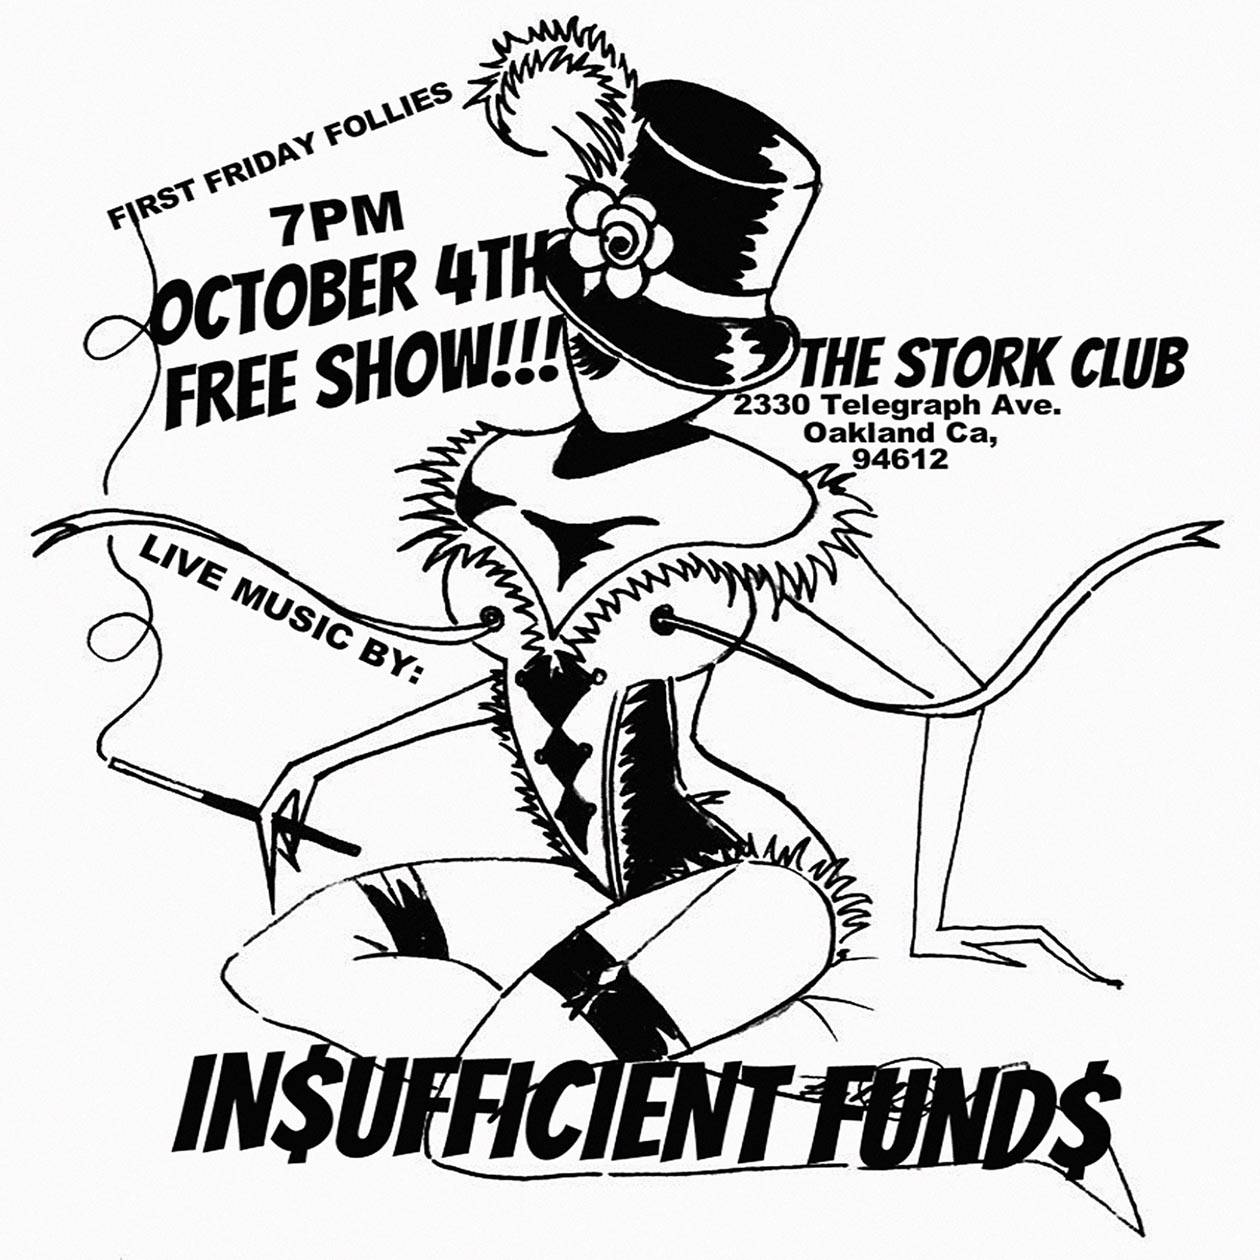 FIRST FRIDAY FOLLIES
7PM
OCTOBER 4TH
FREE SHOW!!!
THE STORK CLUB
2330 Telegraph Ave.
Oakland Ca,
94612
LIVE MUSIC BY:
IN$UFFICIENT FUND$